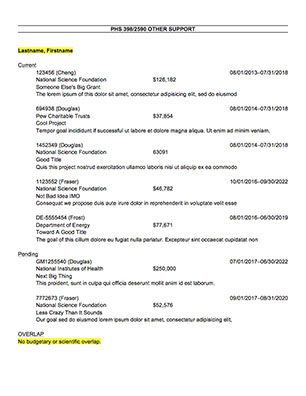 PHS 398/2590 OTHER SUPPORT
Lastname, Firstname
Current
123456 (Cheng) 08/01/2013–07/31/2018
National Science Foundation $126,182
Someone Else's Big Grant
The lorem ipsum of this dolor sit amet, consectetur adipisicing elit, sed do eiusmod
694938 (Douglas) 08/01/2014–07/31/2018
Pew Charitable Trusts $37,854
Cool Project
Tempor goal incididunt if successful ut labore et dolore magna aliqua. Ut enim ad minim veniam,
1452349 (Douglas) 08/01/2014–07/31/2018
National Science Foundation 63091
Good Title
Quis this project nostrud exercitation ullamco laboris nisi ut aliquip ex ea commodo
1123552 (Fraser) 10/01/2016–09/30/2022
National Science Foundation $46,782
Not Bad Idea IMO
Consequat we propose duis aute irure dolor in reprehenderit in voluptate velit esse
DE-5555454 (Frost) 08/01/2016–06/30/2019
Department of Energy $77,671
Toward A Good Title
The goal of this cillum dolore eu fugiat nulla pariatur. Excepteur sint occaecat cupidatat non
Pending
GM1255540 (Douglas) 07/01/2017–06/30/2022
National Institutes of Health $250,000
Next Big Thing
This proident, sunt in culpa qui officia deserunt mollit anim id est laborum.
7772673 (Fraser) 09/01/2017–08/31/2020
National Science Foundation $52,576
Less Crazy Than It Sounds
Our goal sed do eiusmod lorem ipsum dolor sit amet, consectetur adipisicing elit,
OVERLAP
No budgetary or scientific overlap.